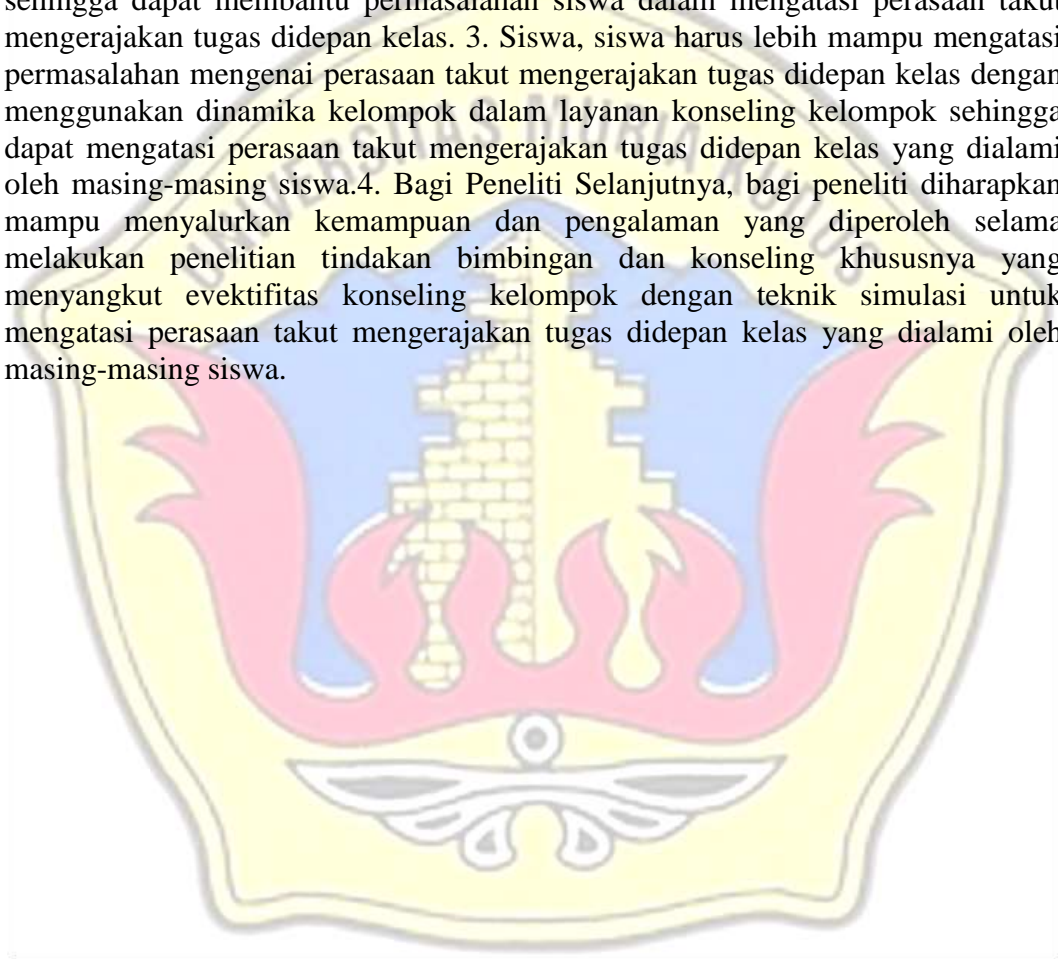 sehingga dapat membantu permasalahan siswa dalam mengatasi perasaan takut
mengerajakan tugas didepan kelas. 3. Siswa, siswa harus lebih mampu mengatasi
permasalahan mengenai perasaan takut mengerajakan tugas didepan kelas dengan
menggunakan dinamika kelompok dalam layanan konseling kelompok sehingga
dapat mengatasi perasaan takut mengerajakan tugas didepan kelas yang dialami
oleh masing-masing siswa.4. Bagi Peneliti Selanjutnya, bagi peneliti diharapkan
mampu menyalurkan kemampuan dan pengalaman yang diperoleh selama
melakukan penelitian tindakan bimbingan dan konseling khususnya yang
menyangkut evektifitas konseling kelompok dengan teknik simulasi untuk
mengatasi perasaan takut mengerajakan tugas didepan kelas yang dialami oleh
masing-masing siswa.
UNIVERSITAS MURIA KUDUS